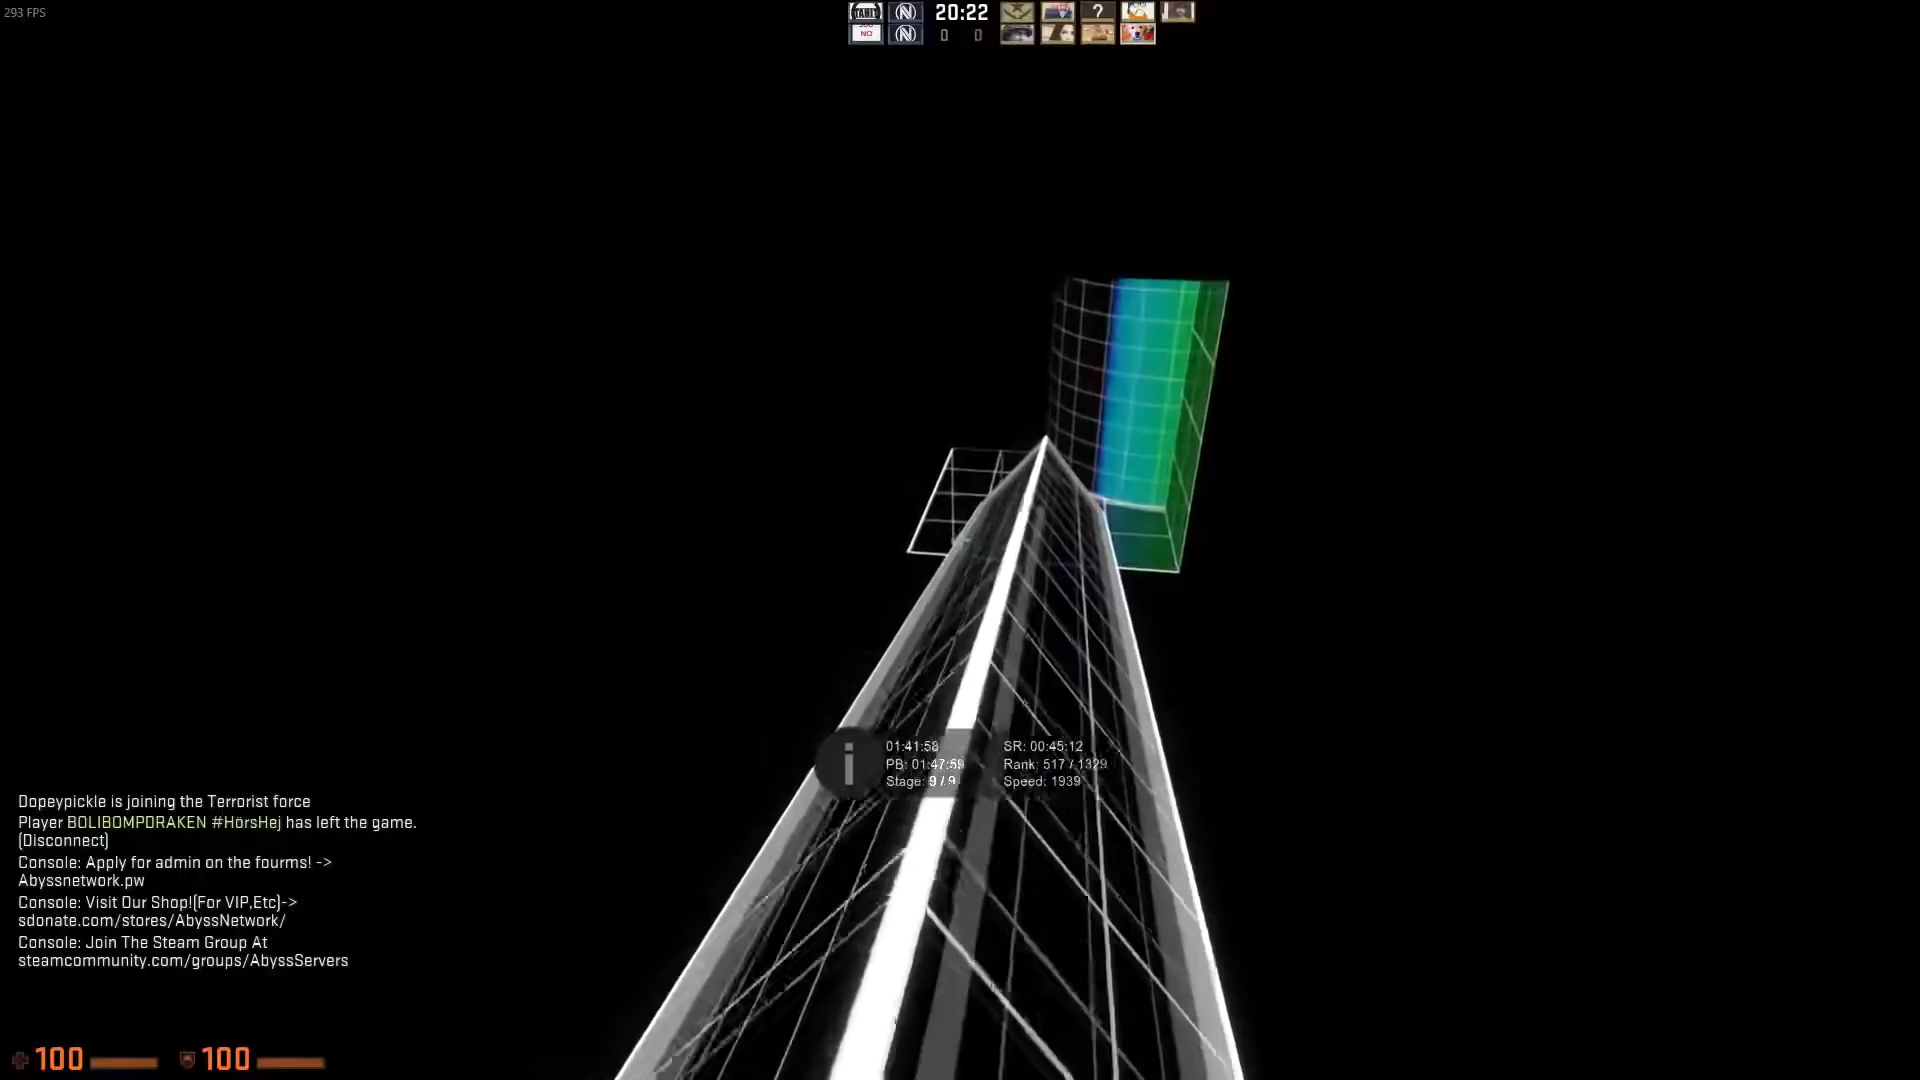 293 FPS
20:22
0 0
?
NO
01:41:58 SR: 00:45:12
PB: 01:47:59 Rank: 517 / 1329
Stage: 9 / 9 Speed: 1939
Dopeypickle is joining the Terrorist force
Player BOLIBOMPDRAKEN #HörsHej has left the game.
(Disconnect)
Console: Apply for admin on the fourms! ->
Abyssnetwork.pw
Console: Visit Our Shop!(For VIP,Etc)->
sdonate.com/stores/AbyssNetwork/
Console: Join The Steam Group At
steamcommunity.com/groups/AbyssServers
100 100